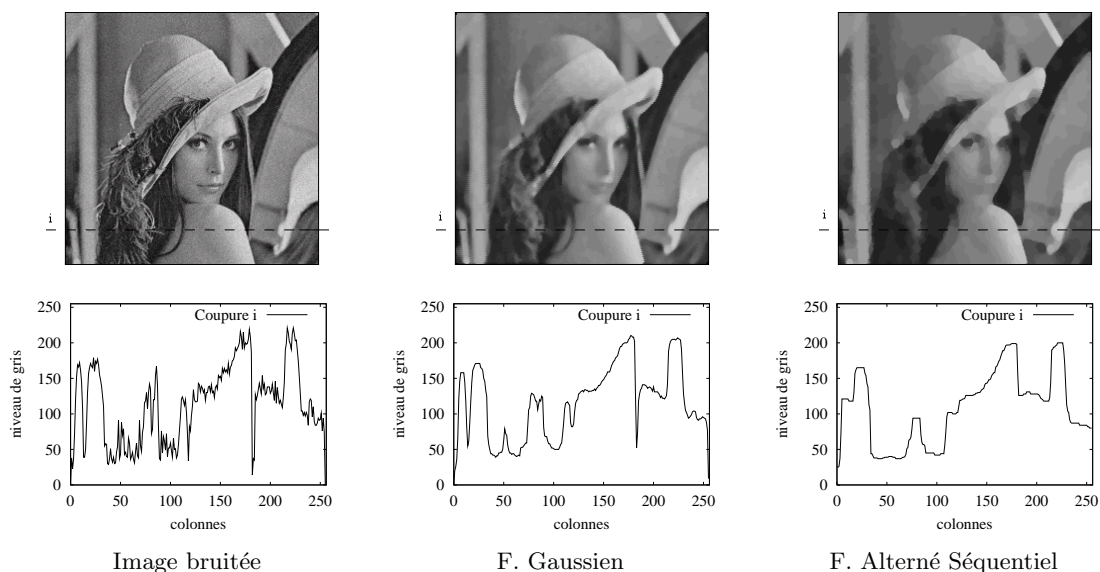 i
i
i
Coupure i
niveau de gris
250
200
150
100
50
0
0 50 100 150 200 250
colonnes
Image bruitée
Coupure i
niveau de gris
250
200
150
100
50
0
0 50 100 150 200 250
colonnes
F. Gaussien
Coupure i
niveau de gris
250
200
150
100
50
0
0 50 100 150 200 250
colonnes
F. Alterné Séquentiel